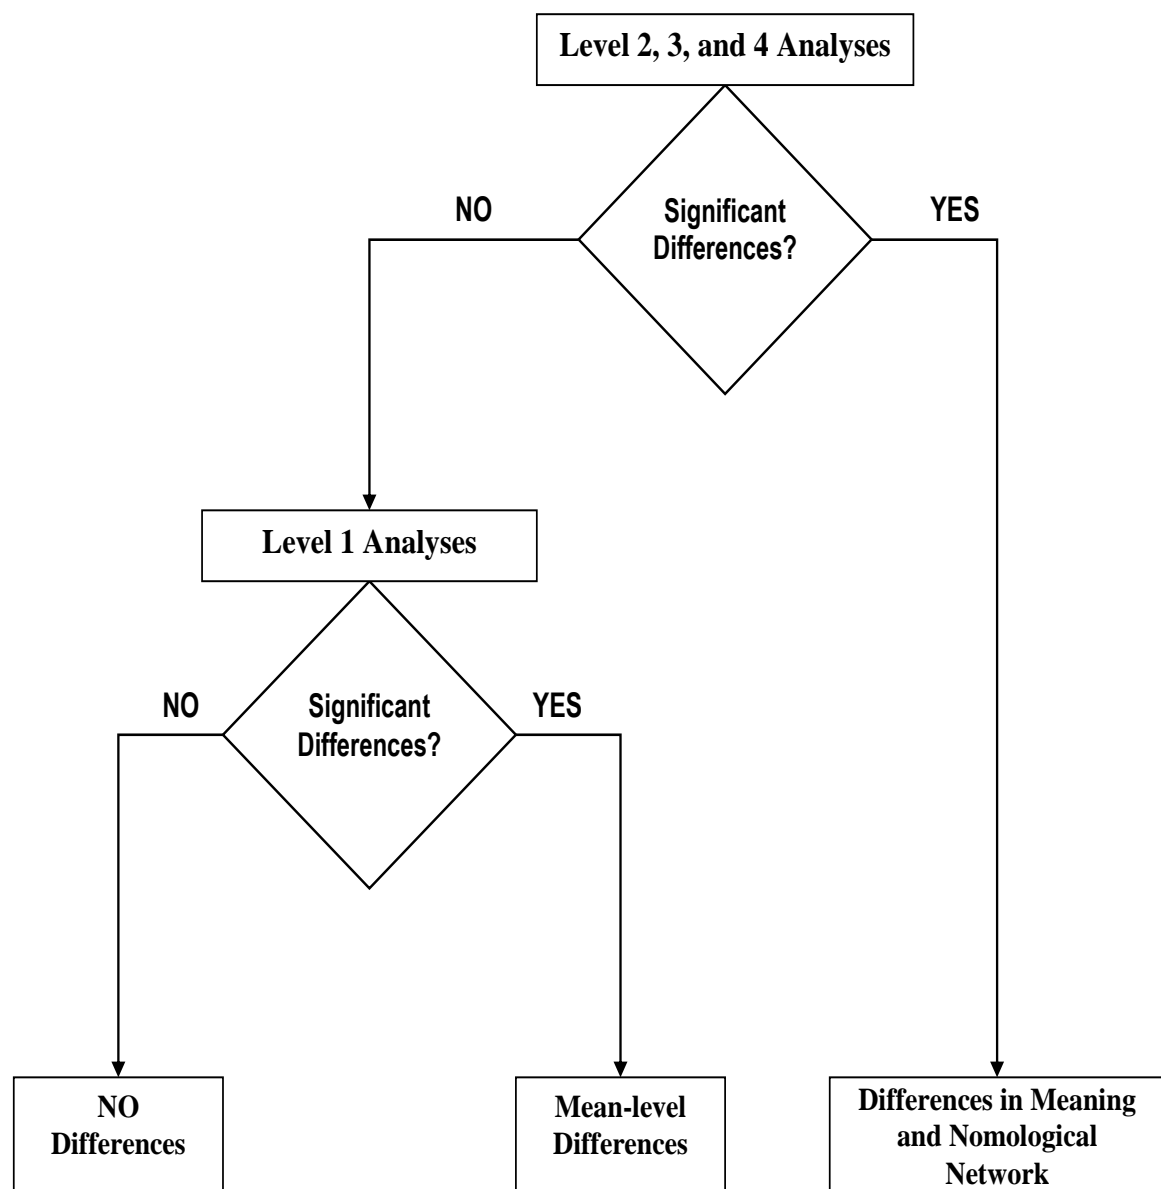 Level 2, 3, and 4 Analyses
NO
Significant
Differences?
YES
Level 1 Analyses
NO
Significant
Differences?
YES
NO
Differences
Mean-level
Differences
Differences in Meaning
and Nomological
Network